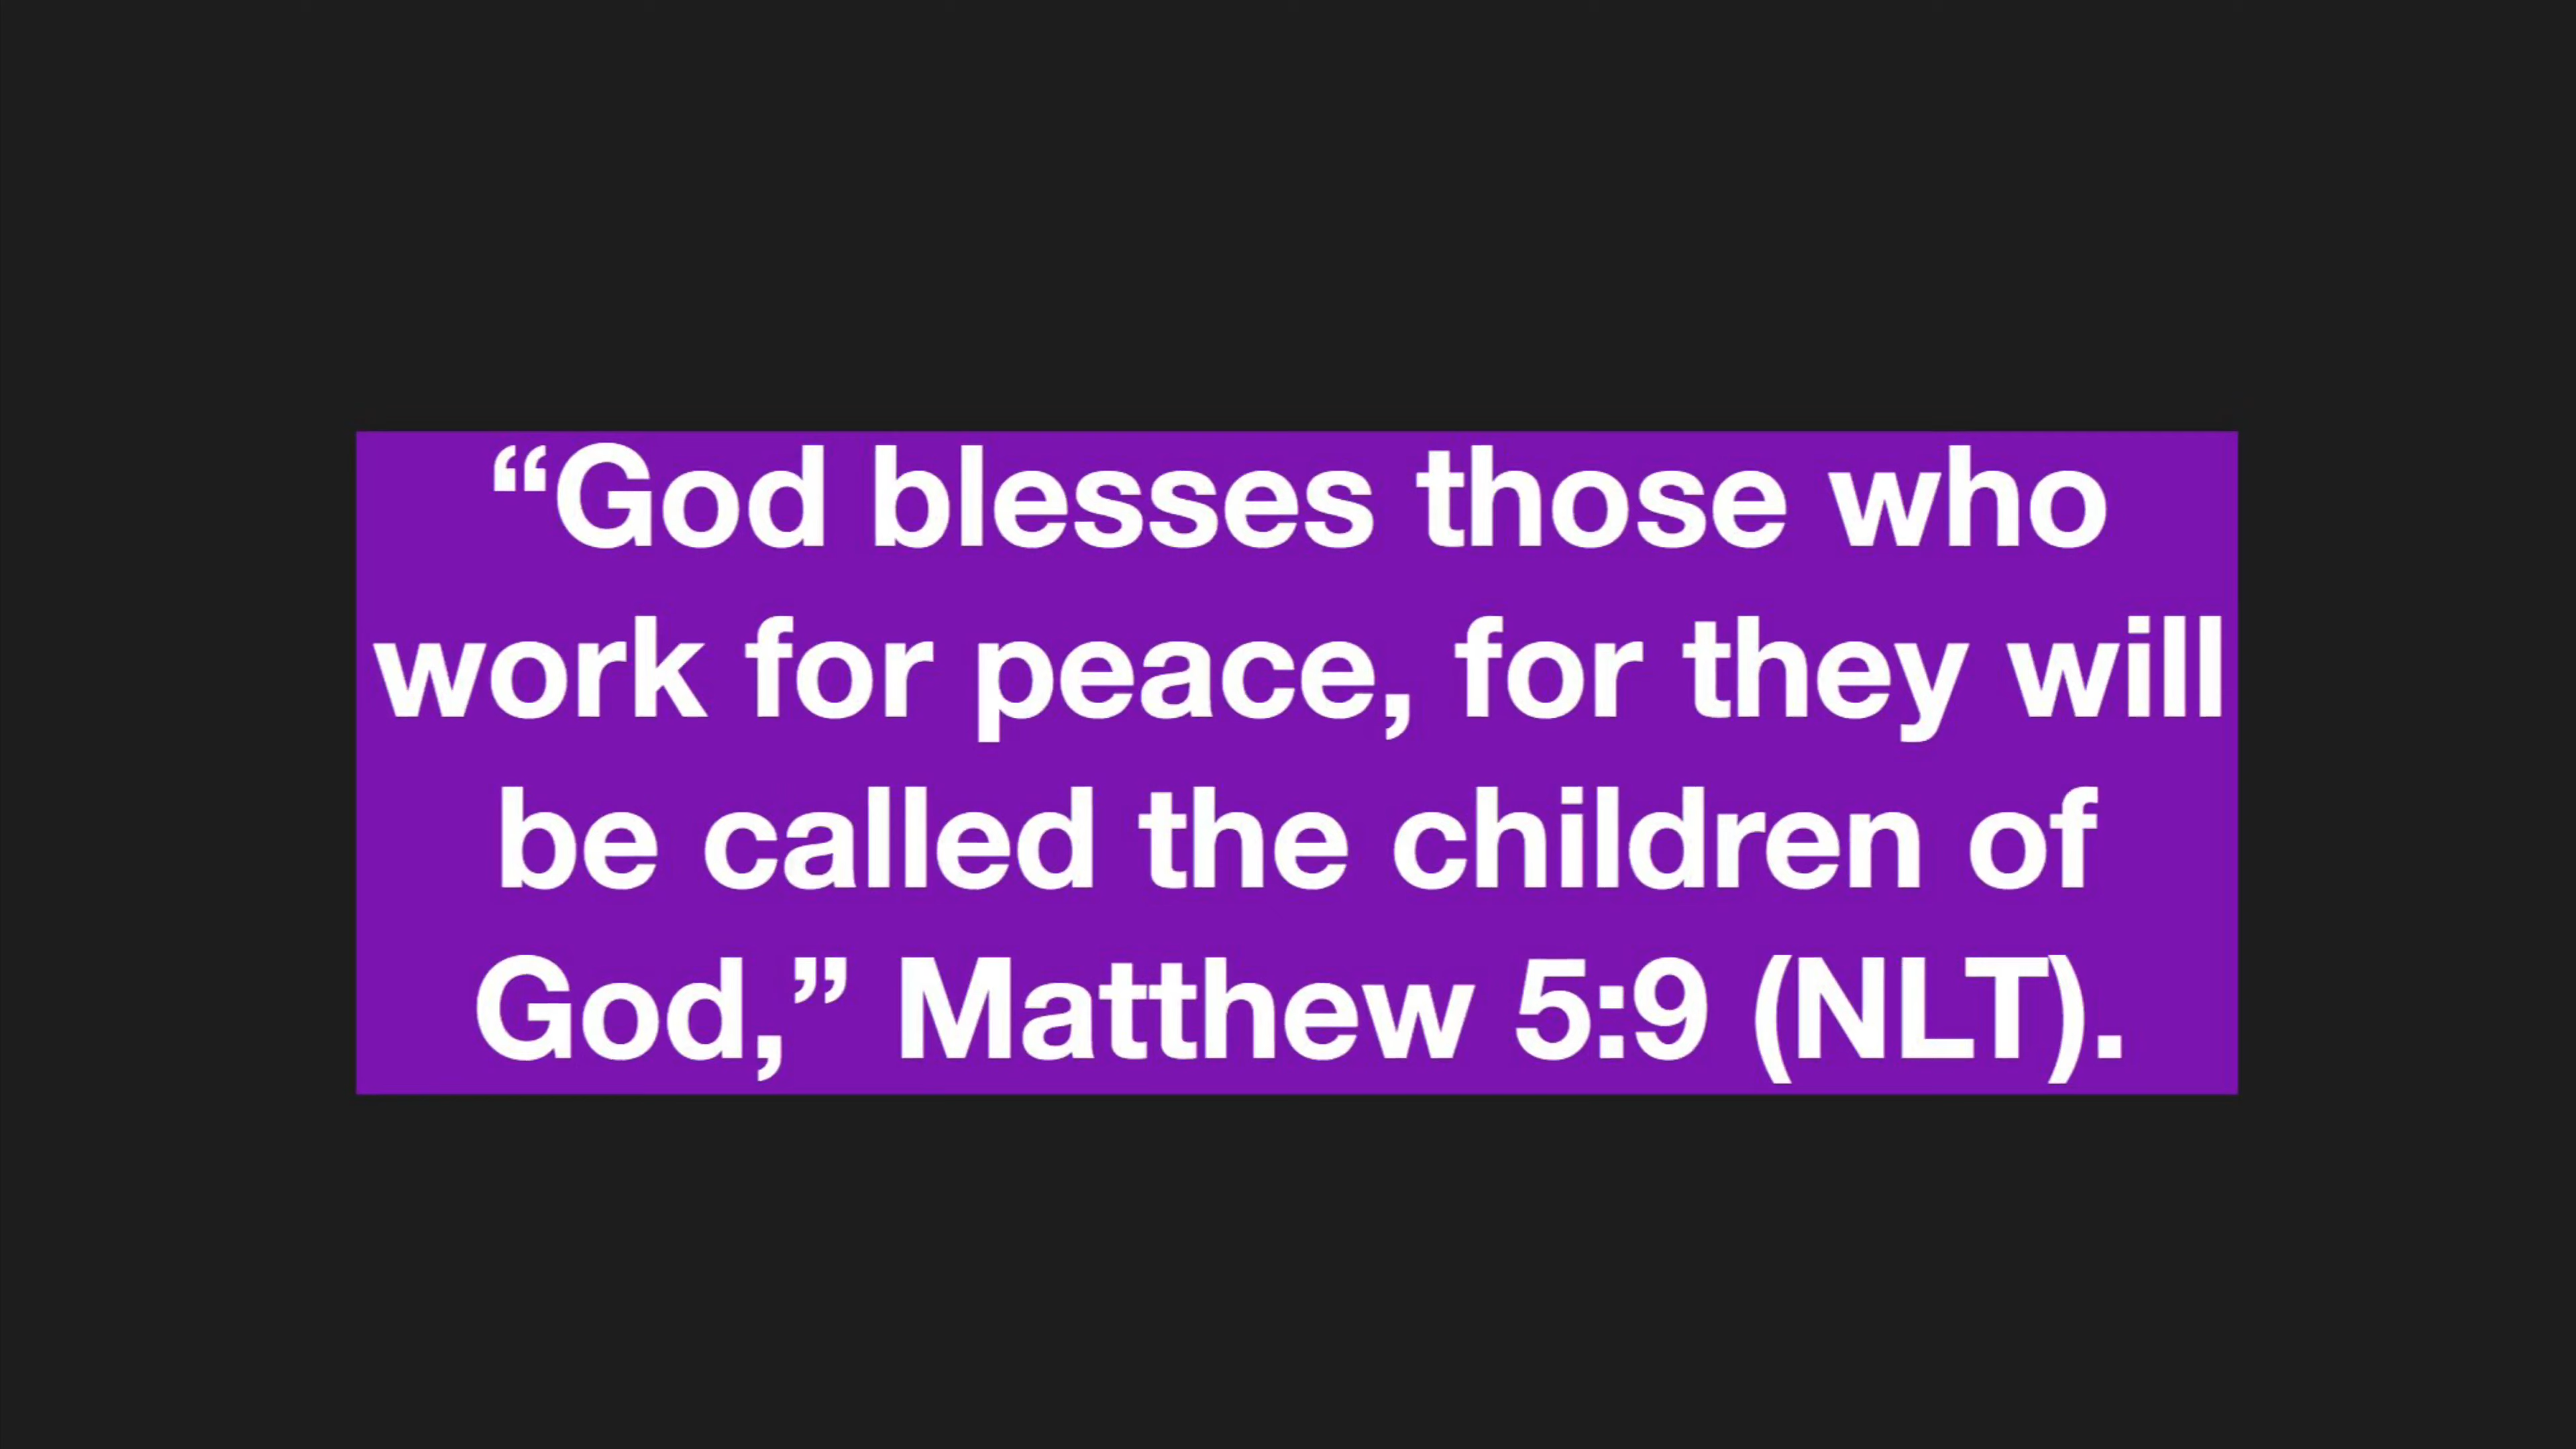 “God blesses those who
work for peace, for they will
be called the children of
God,” Matthew 5:9 (NLT).